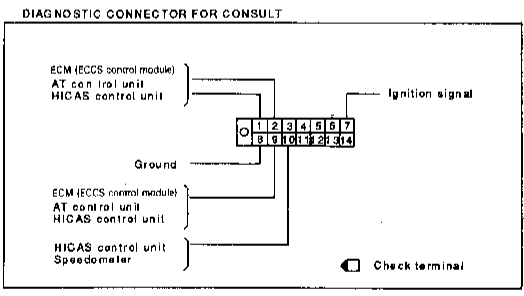 DIAGNOSTIC CONNECTOR FOR CONSULT
ECM (ECCS control module)
AT con trol unit
HICAS control unit
Ignition signal
1 2 3 4 5 6 7
8 9 10 11 12 13 14
Ground
ECM (ECCS control module)
AT control unit
HICAS control unit
HICAS control unit
Speedometer
Check terminal